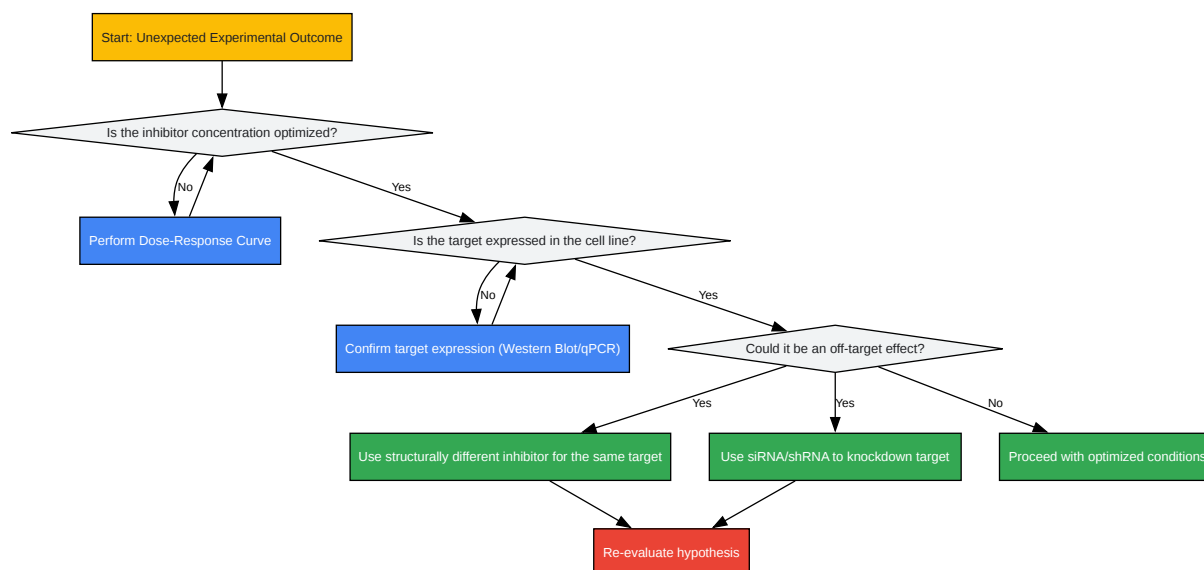 Start: Unexpected Experimental Outcome
Is the inhibitor concentration optimized?
No
Yes
Perform Dose-Response Curve
Is the target expressed in the cell line?
No
Yes
Confirm target expression (Western Blot/qPCR)
Could it be an off-target effect?
Yes
Yes
No
Use structurally different inhibitor for the same target
Use siRNA/shRNA to knockdown target
Proceed with optimized conditions
Re-evaluate hypothesis